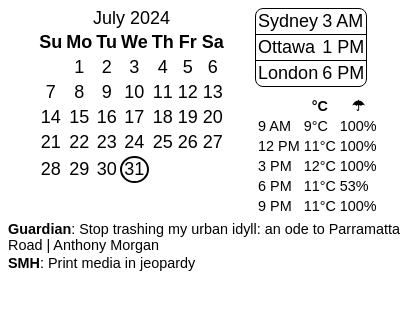 July 2024
Su Mo Tu We Th Fr Sa
1 2 3 4 5 6
7 8 9 10 11 12 13
14 15 16 17 18 19 20
21 22 23 24 25 26 27
28 29 30 31
Sydney 3 AM
Ottawa 1 PM
London 6 PM
°C ☂
9 AM 9°C 100%
12 PM 11°C 100%
3 PM 12°C 100%
6 PM 11°C 53%
9 PM 11°C 100%
Guardian: Stop trashing my urban idyll: an ode to Parramatta
Road | Anthony Morgan
SMH: Print media in jeopardy